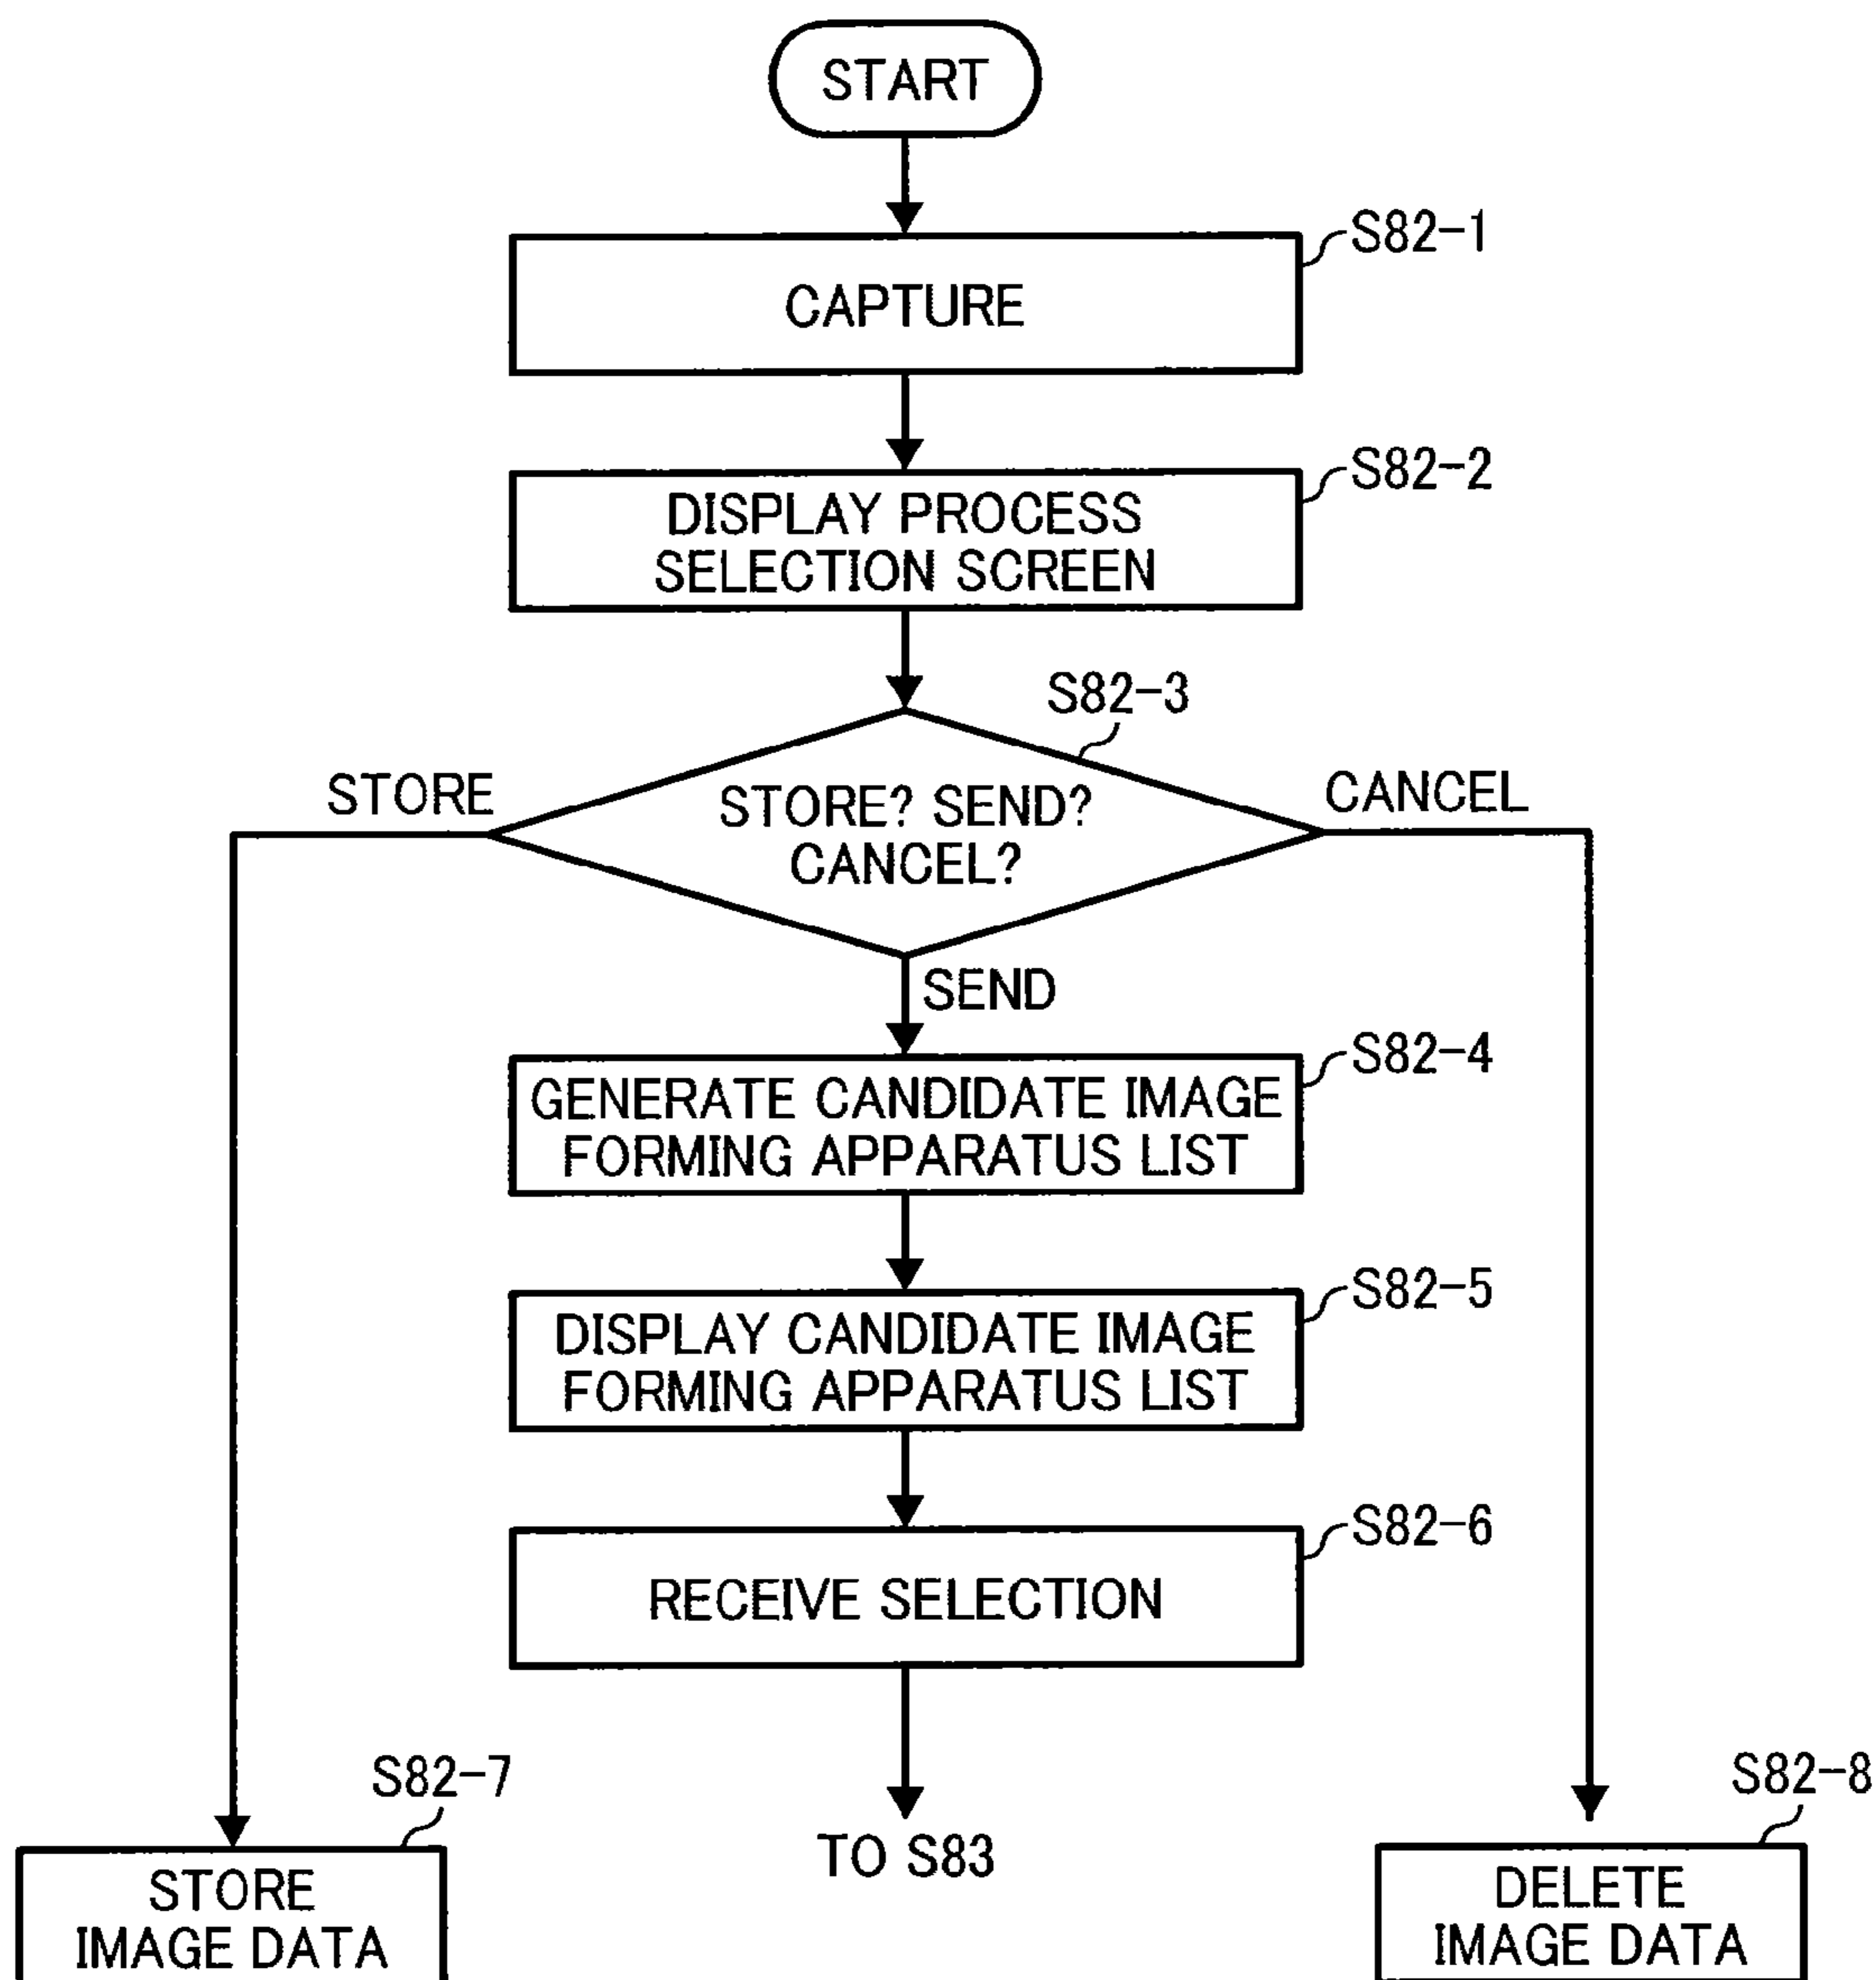 START
S82-1
CAPTURE
S82-2
DISPLAY PROCESS
SELECTION SCREEN
S82-3
STORE
STORE? SEND?
CANCEL?
CANCEL
SEND
S82-4
GENERATE CANDIDATE IMAGE
FORMING APPARATUS LIST
S82-5
DISPLAY CANDIDATE IMAGE
FORMING APPARATUS LIST
S82-6
RECEIVE SELECTION
S82-7
STORE
IMAGE DATA
TO S83
S82-8
DELETE
IMAGE DATA